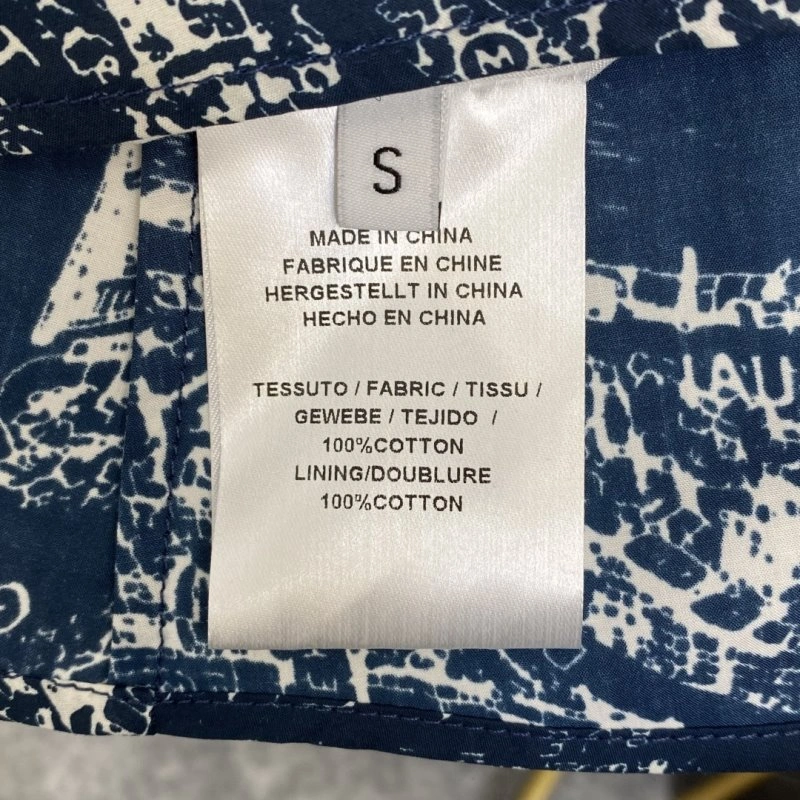 M
S
MADE IN CHINA
FABRIQUE EN CHINE
HERGESTELLT IN CHINA
HECHO EN CHINA
TESSUTO / FABRIC / TISSU /
GEWEBE / TEJIDO /
100%COTTON
LINING/DOUBLURE
100%COTTON